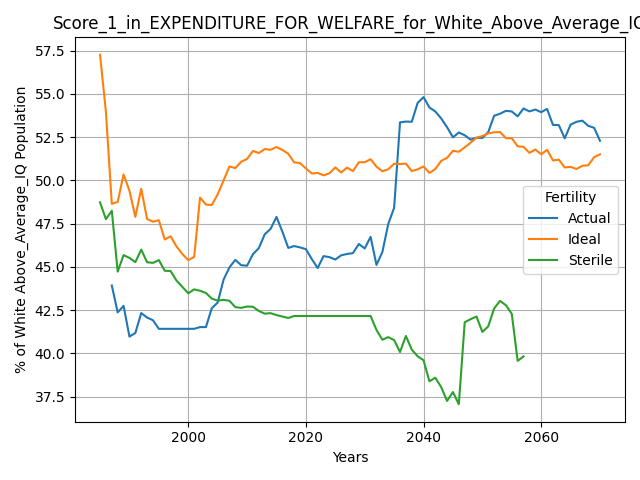 Score_1_in_EXPENDITURE_FOR_WELFARE_for_White_Above_Average_IQ
57.5
55.0
52.5
50.0
47.5
45.0
42.5
40.0
37.5
% of White Above_Average_IQ Population
Fertility
Actual
Ideal
Sterile
2000 2020 2040 2060
Years